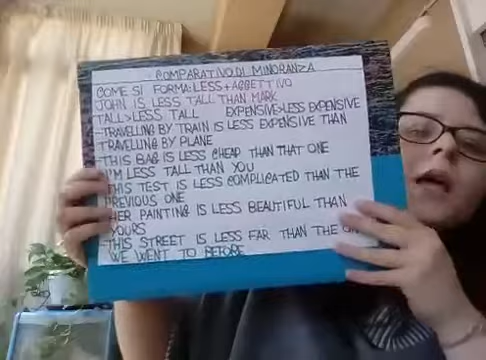 COMPARATIVO DI MINORANZA
COME SI FORMA: LESS + AGGETTIVO
JOHN IS LESS TALL THAN MARK
TALL>LESS TALL EXPENSIVE>LESS EXPENSIVE
TRAVELLING BY TRAIN IS LESS EXPENSIVE THAN
TRAVELLING BY PLANE
THIS BAG IS LESS CHEAP THAN THAT ONE
I'M LESS TALL THAN YOU
THIS TEST IS LESS COMPLICATED THAN THE
PREVIOUS ONE
HER PAINTING IS LESS BEAUTIFUL THAN
YOURS
THIS STREET IS LESS FAR THAN THE
WE WENT TO BEFORE